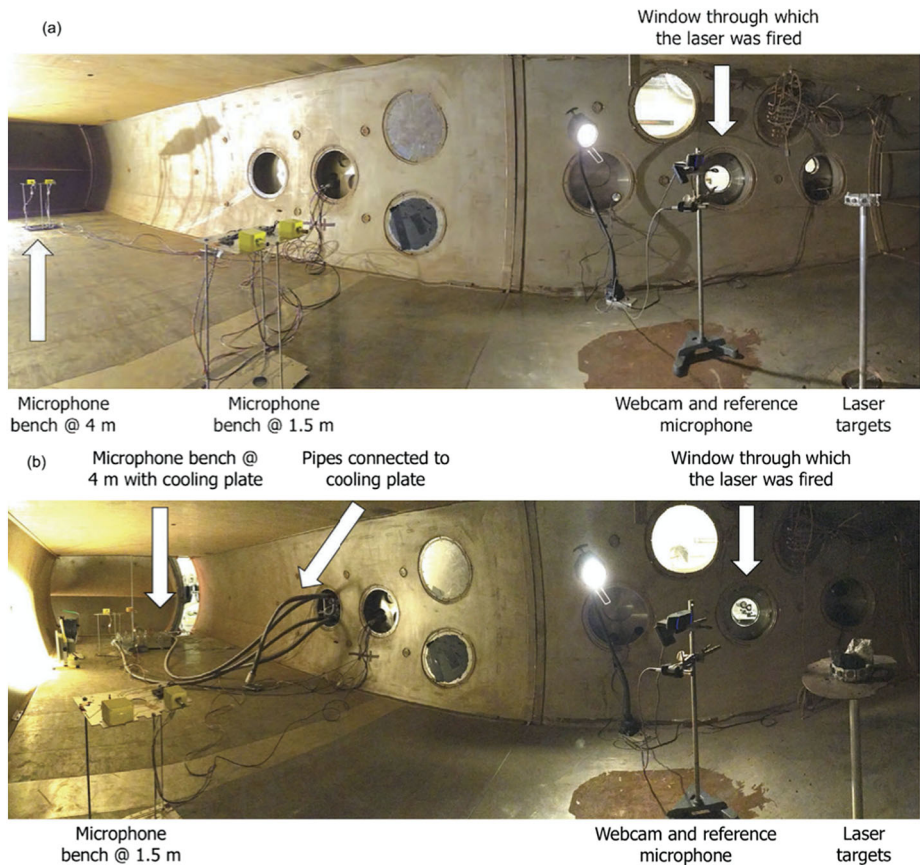 (a)
Window through which
the laser was fired
Microphone
bench @ 4 m
Microphone
bench @ 1.5 m
Webcam and reference
microphone
Laser
targets
(b)
Microphone bench @
4 m with cooling plate
Pipes connected to
cooling plate
Window through which
the laser was fired
Microphone
bench @ 1.5 m
Webcam and reference
microphone
Laser
targets